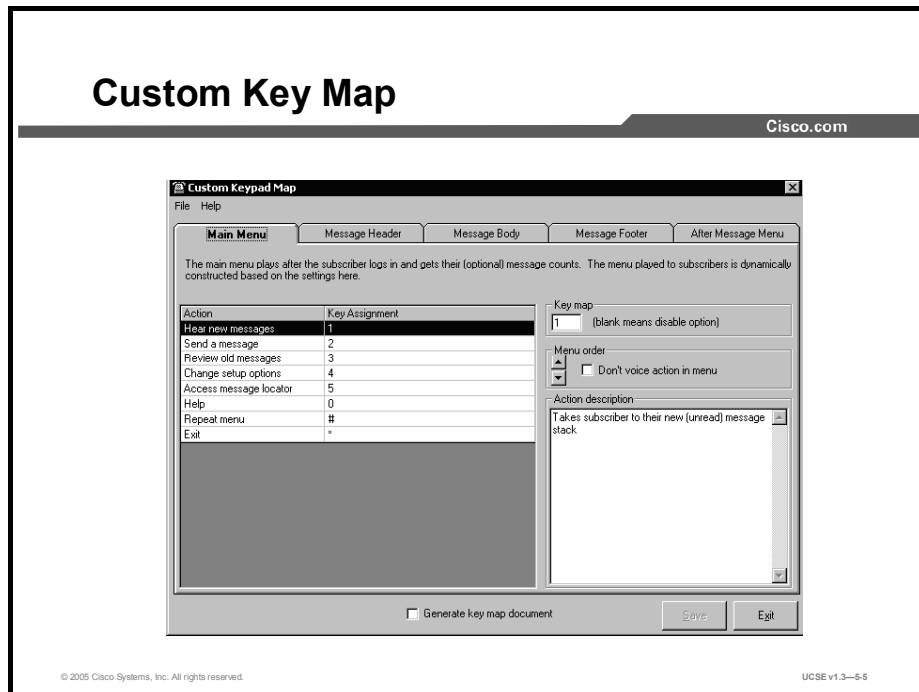 Custom Key Map
Cisco.com
Custom Keypad Map
File Help
Main Menu Message Header Message Body Message Footer After Message Menu
The main menu plays after the subscriber logs in and gets their (optional) message counts. The menu played to subscribers is dynamically
constructed based on the settings here.
Action Key Assignment
Hear new messages 1
Send a message 2
Review old messages 3
Change setup options 4
Access message locator 5
Help 0
Repeat menu #
Exit *
Key map
1 (blank means disable option)
Menu order
Don't voice action in menu
Action description
Takes subscriber to their new (unread) message
stack
Generate key map document
Save
Exit
© 2005 Cisco Systems, Inc. All rights reserved.
UCSE v1.3—5-5